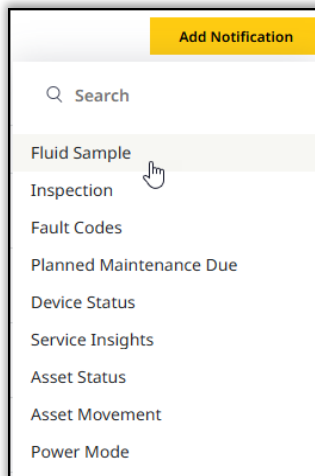 Add Notification
Search
Fluid Sample
Inspection
Fault Codes
Planned Maintenance Due
Device Status
Service Insights
Asset Status
Asset Movement
Power Mode